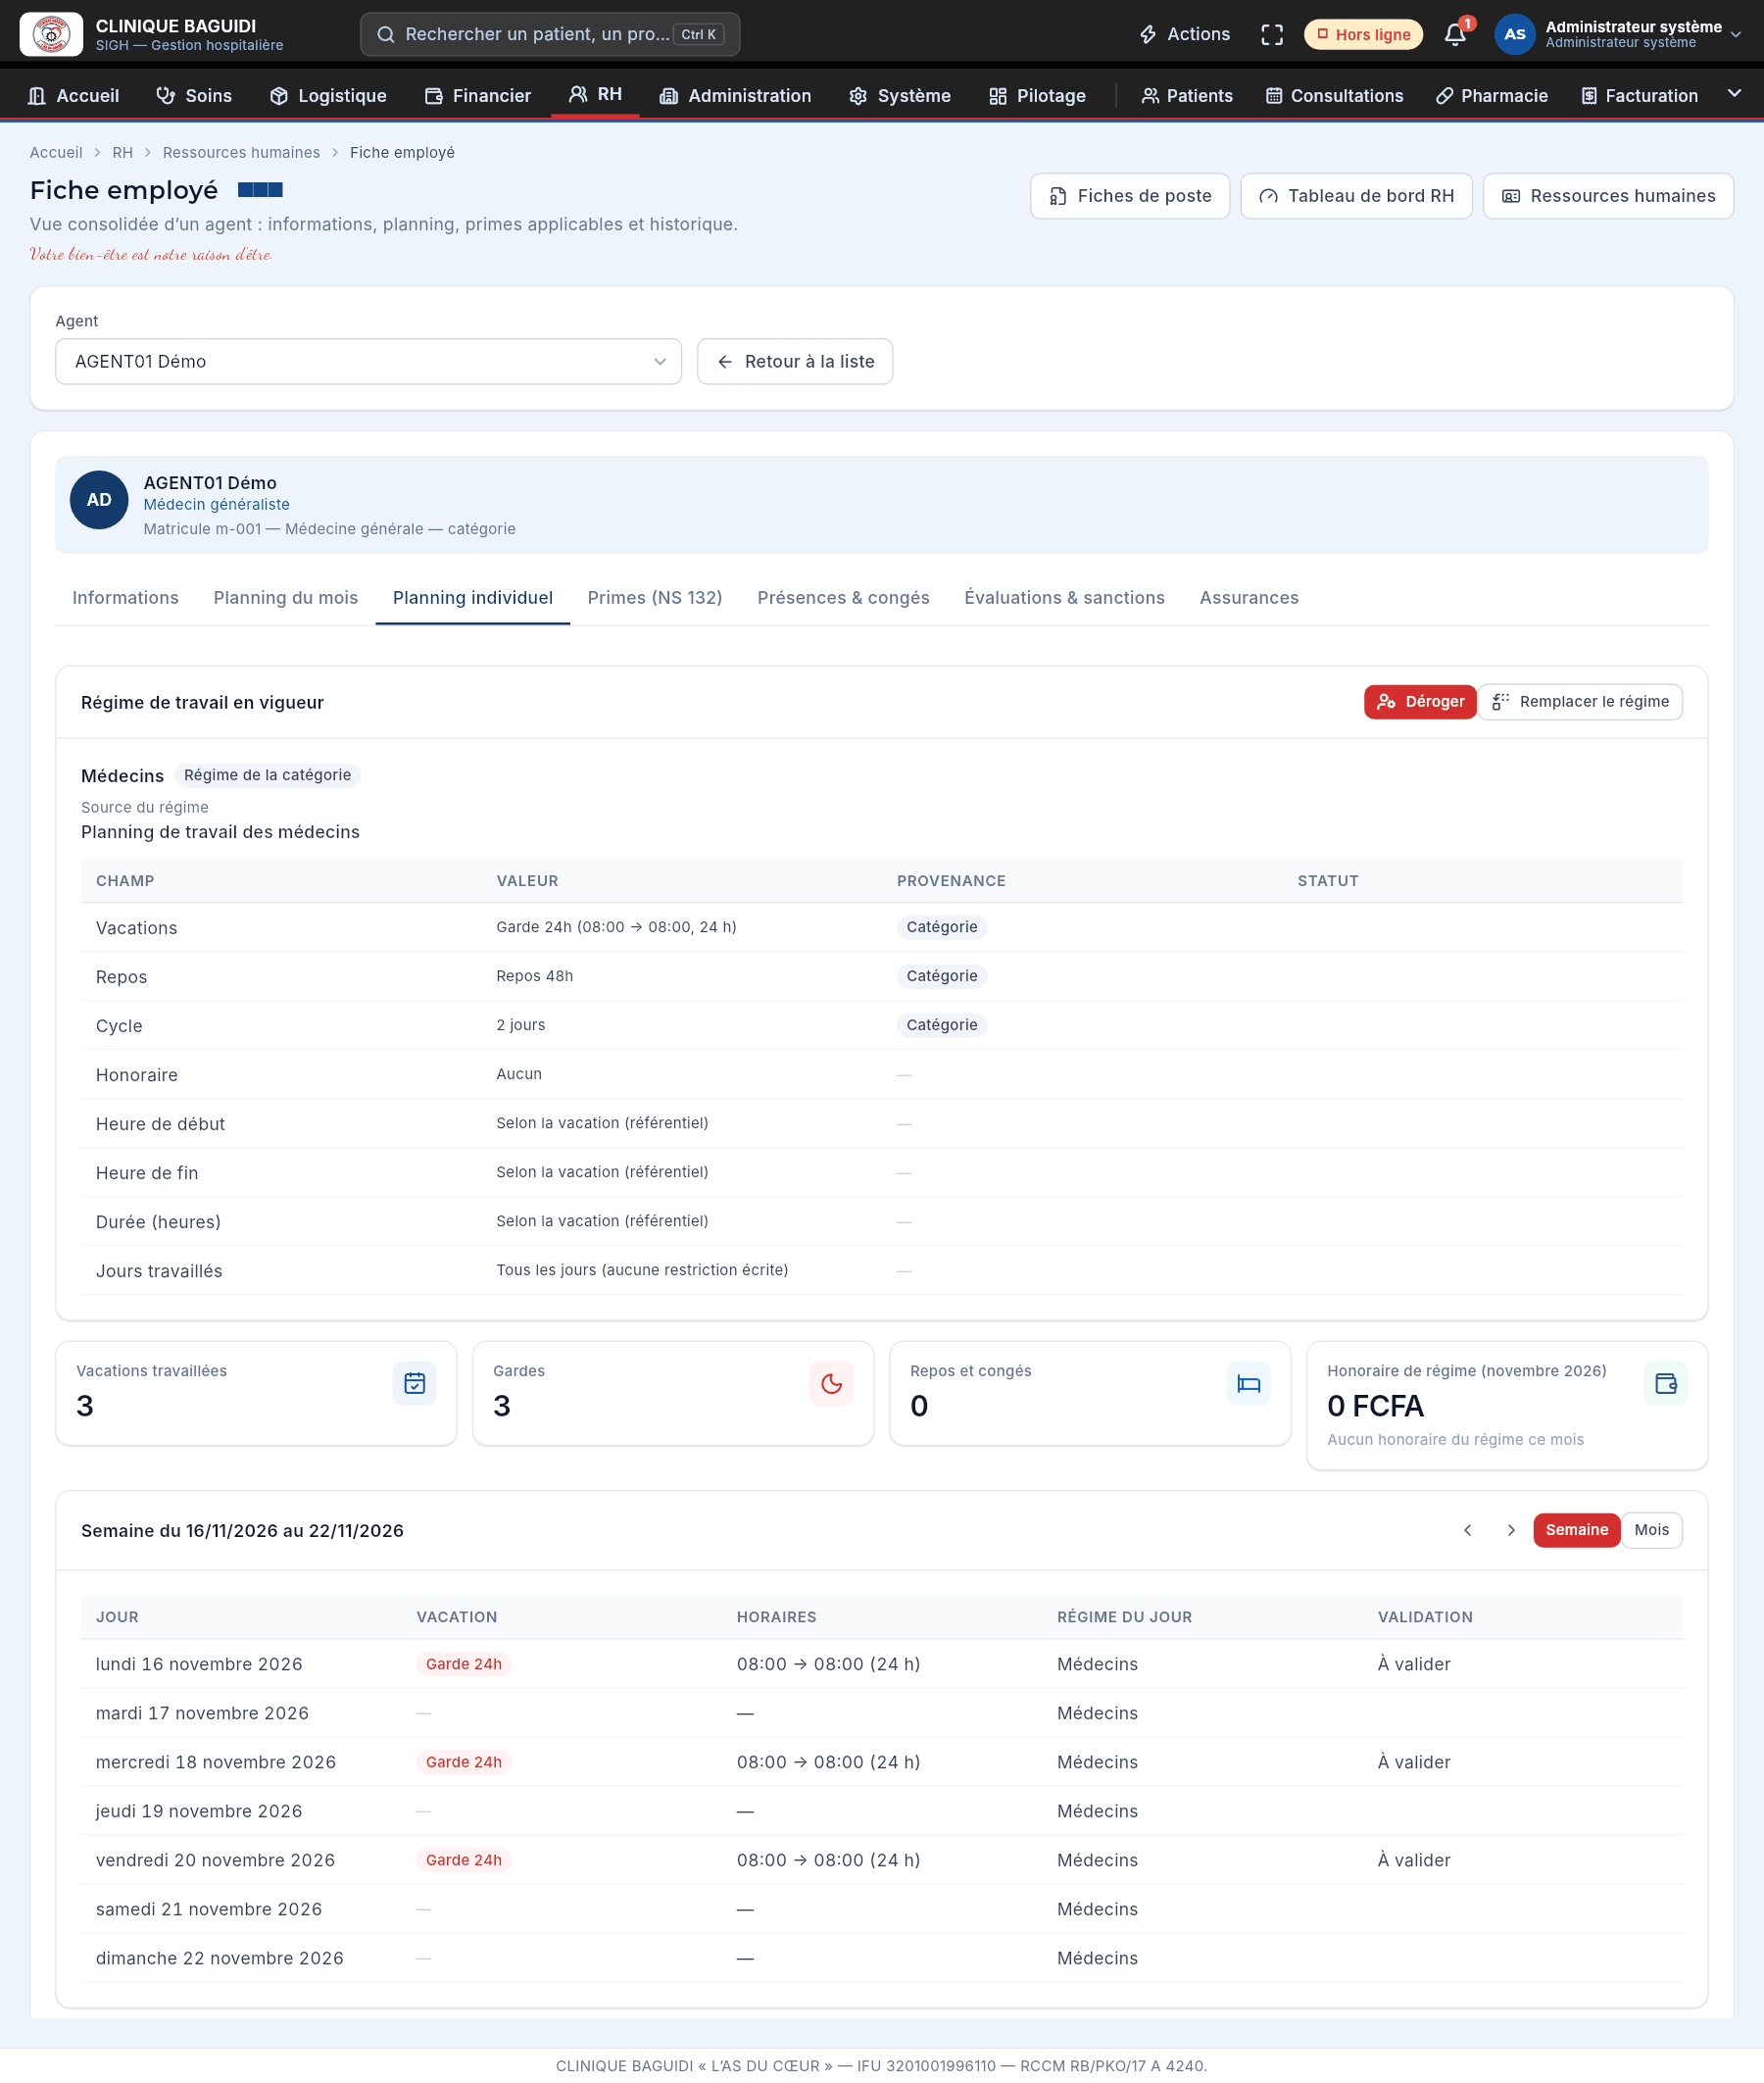 CLINIQUE BAGUIDI
SIGH — Gestion hospitalière
Rechercher un patient, un pro... Ctrl K
Actions
Hors ligne
1
AS
Administrateur système
Administrateur système
Accueil Soins Logistique Financier RH Administration Système Pilotage Patients Consultations Pharmacie Facturation
Accueil > RH > Ressources humaines > Fiche employé
Fiche employé
Fiches de poste Tableau de bord RH Ressources humaines
Vue consolidée d’un agent : informations, planning, primes applicables et historique.
Votre bien-être est notre raison d'être.
Agent
AGENT01 Démo
← Retour à la liste
AD
AGENT01 Démo
Médecin généraliste
Matricule m-001 — Médecine générale — catégorie
Informations Planning du mois Planning individuel Primes (NS 132) Présences & congés Évaluations & sanctions Assurances
Régime de travail en vigueur
Déroger Remplacer le régime
Médecins Régime de la catégorie
Source du régime
Planning de travail des médecins
CHAMP VALEUR PROVENANCE STATUT
Vacations Garde 24h (08:00 → 08:00, 24 h) Catégorie
Repos Repos 48h Catégorie
Cycle 2 jours Catégorie
Honoraire Aucun —
Heure de début Selon la vacation (référentiel) —
Heure de fin Selon la vacation (référentiel) —
Durée (heures) Selon la vacation (référentiel) —
Jours travaillés Tous les jours (aucune restriction écrite) —
Vacations travaillées
3
Gardes
3
Repos et congés
0
Honoraire de régime (novembre 2026)
0 FCFA
Aucun honoraire du régime ce mois
Semaine du 16/11/2026 au 22/11/2026
Semaine Mois
JOUR VACATION HORAIRES RÉGIME DU JOUR VALIDATION
lundi 16 novembre 2026 Garde 24h 08:00 → 08:00 (24 h) Médecins À valider
mardi 17 novembre 2026 — — Médecins
mercredi 18 novembre 2026 Garde 24h 08:00 → 08:00 (24 h) Médecins À valider
jeudi 19 novembre 2026 — — Médecins
vendredi 20 novembre 2026 Garde 24h 08:00 → 08:00 (24 h) Médecins À valider
samedi 21 novembre 2026 — — Médecins
dimanche 22 novembre 2026 — — Médecins
CLINIQUE BAGUIDI « L’AS DU CŒUR » — IFU 3201001996110 — RCCM RB/PKO/17 A 4240.